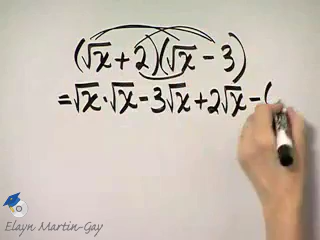 (√x + 2)(√x − 3)
= √x · √x − 3√x + 2√x − (
Elayn Martin-Gay